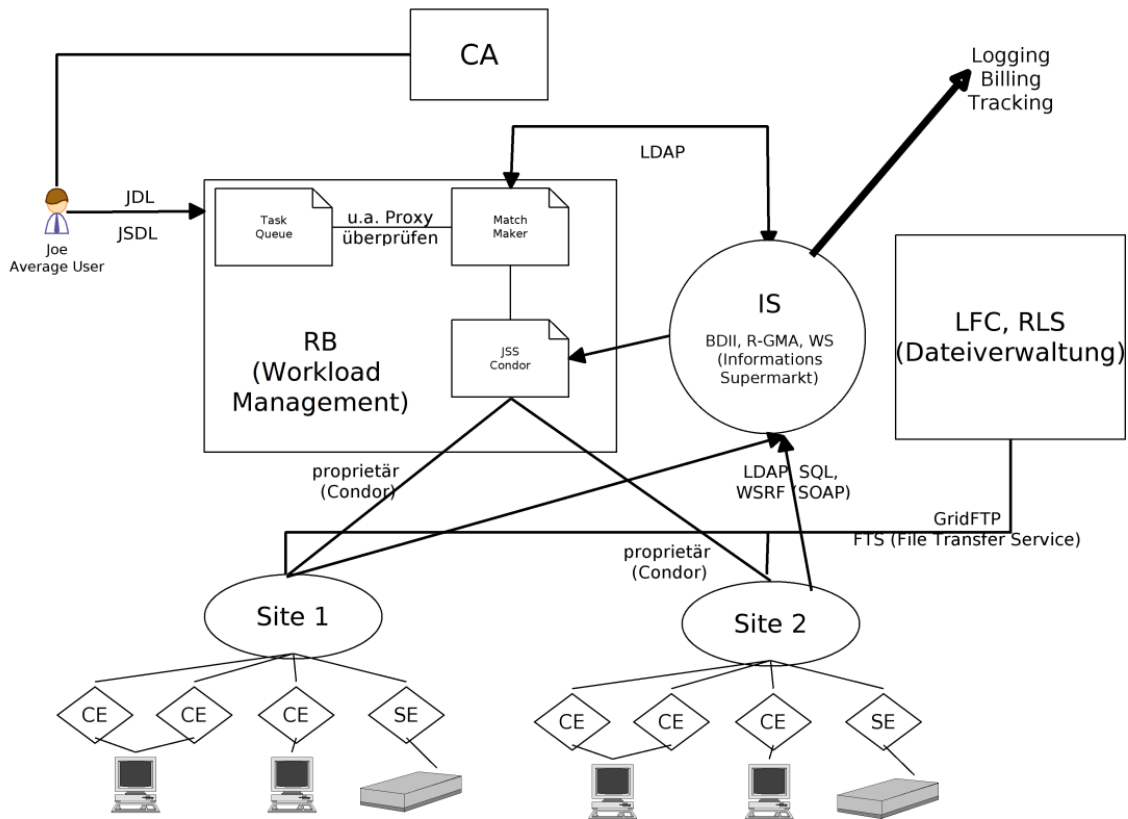 CA
Logging
Billing
Tracking
LDAP
JDL
JSDL
Joe
Average User
Task
Queue
u.a. Proxy
überprüfen
Match
Maker
RB
(Workload
Management)
JSS
Condor
IS
BDII, R-GMA, WS
(Informations
Supermarkt)
LFC, RLS
(Dateiverwaltung)
proprietär
(Condor)
LDAP, SQL,
WSRF (SOAP)
GridFTP
FTS (File Transfer Service)
proprietär
(Condor)
Site 1
Site 2
CE
CE
CE
SE
CE
CE
CE
SE